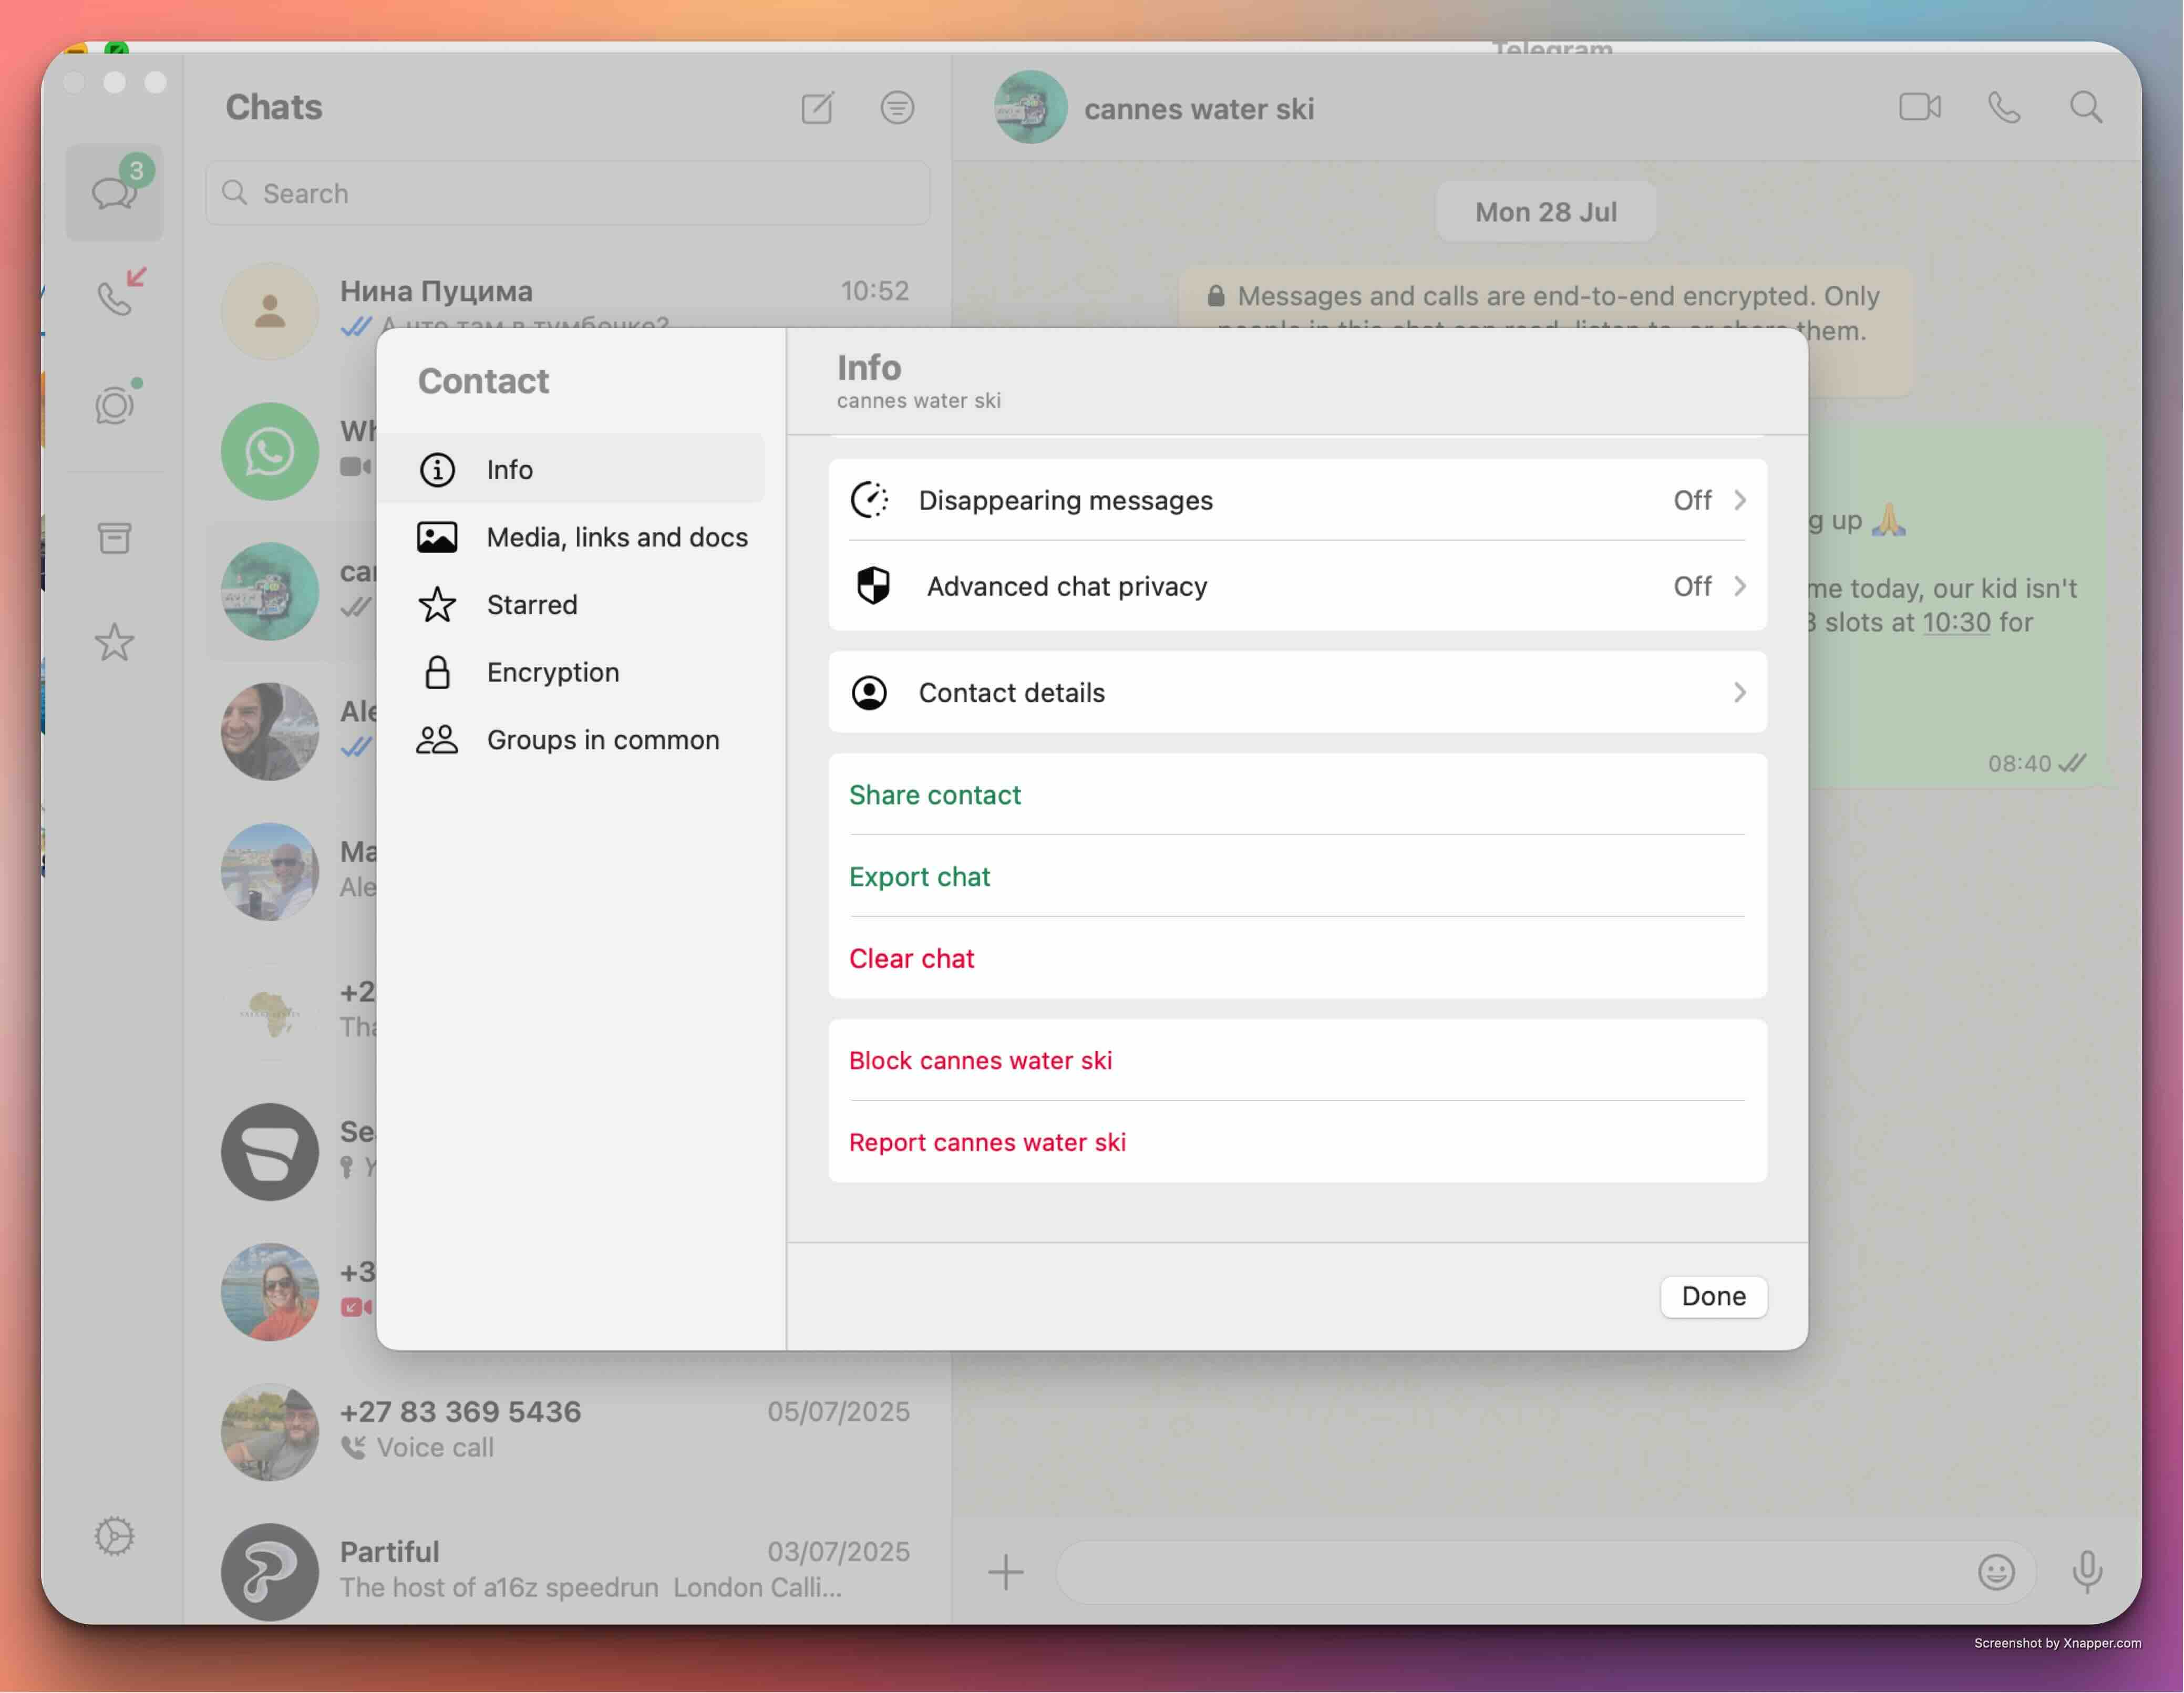 Telegram
Chats
cannes water ski
3
Search
Mon 28 Jul
Нина Пуцима
10:52
А что там в тумбочке?
Messages and calls are end-to-end encrypted. Only
people in this chat can read, listen to, or share them.
Contact
Info
Media, links and docs
Starred
Encryption
Groups in common
Info
cannes water ski
Disappearing messages Off
Advanced chat privacy Off
Contact details
Share contact
Export chat
Clear chat
Block cannes water ski
Report cannes water ski
Done
g up 🙏
me today, our kid isn't
slots at 10:30 for
08:40
Wh
car
Ale
Ma
Ale
+2
Tha
Se
Y
+3
+27 83 369 5436
05/07/2025
Voice call
Partiful
03/07/2025
The host of a16z speedrun London Calli...
Screenshot by Xnapper.com